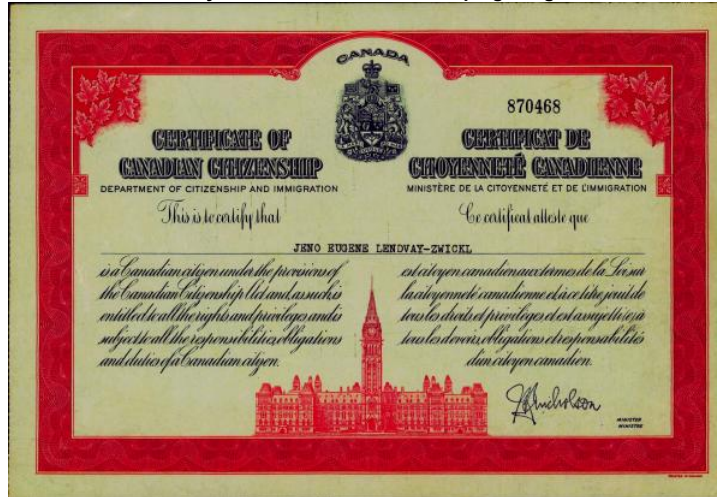 CANADA
870468
CERTIFICATE OF
CANADIAN CITIZENSHIP
DEPARTMENT OF CITIZENSHIP AND IMMIGRATION
This is to certify that
CERTIFICAT DE
CITOYENNETÉ CANADIENNE
MINISTÈRE DE LA CITOYENNETÉ ET DE L'IMMIGRATION
Ce certificat atteste que
JENO EUGENE LENDVAY-ZWICKL
is a Canadian citizen under the provisions of
the Canadian Citizenship Act and, as such, is
entitled to all the rights and privileges and is
subject to all the responsibilities, obligations
and duties of a Canadian citizen.
est citoyen canadien aux termes de la Loi sur
la citoyenneté canadienne et, à ce titre, jouit de
tous les droits et privilèges et est assujetti(e) à
tous les devoirs, obligations et responsabilités
d'un citoyen canadien.
MINISTER
MINISTRE